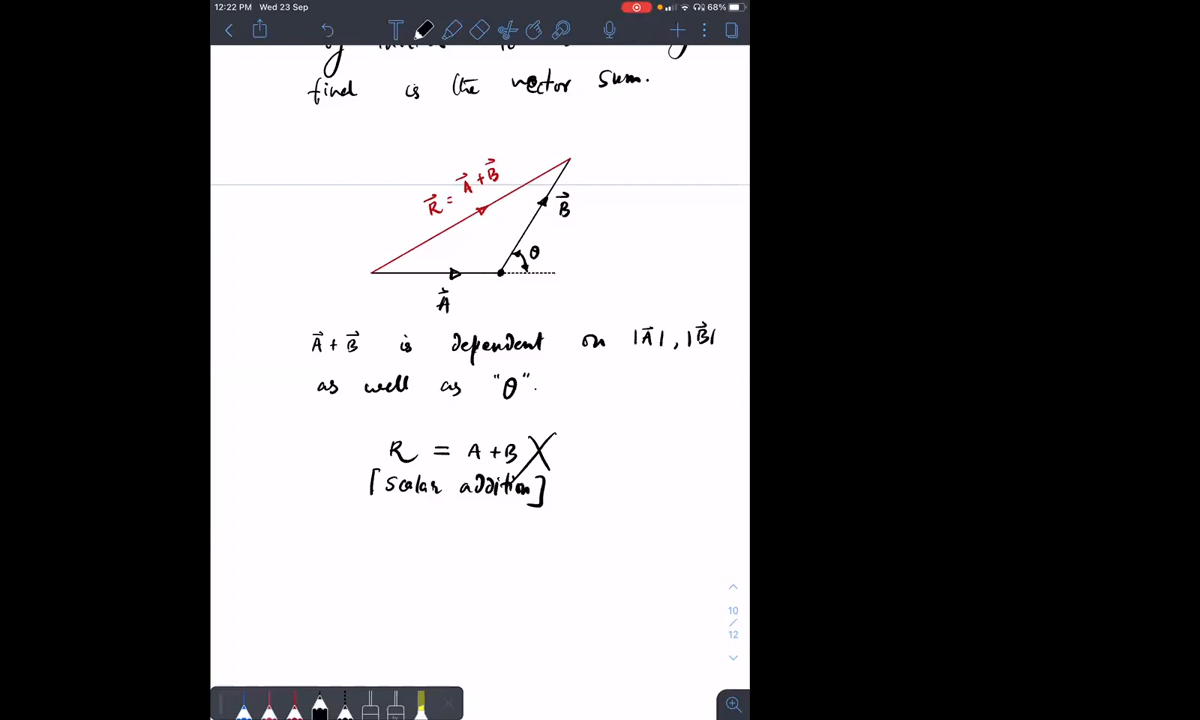 12:22 PM Wed 23 Sep
68%
T
find is the vector sum.
R⃗ = A⃗ + B⃗
B⃗
θ
A⃗
A⃗ + B⃗ is dependent on |A⃗|, |B⃗|
as well as "θ".
R = A + B X
[scalar addition]
10
/
12